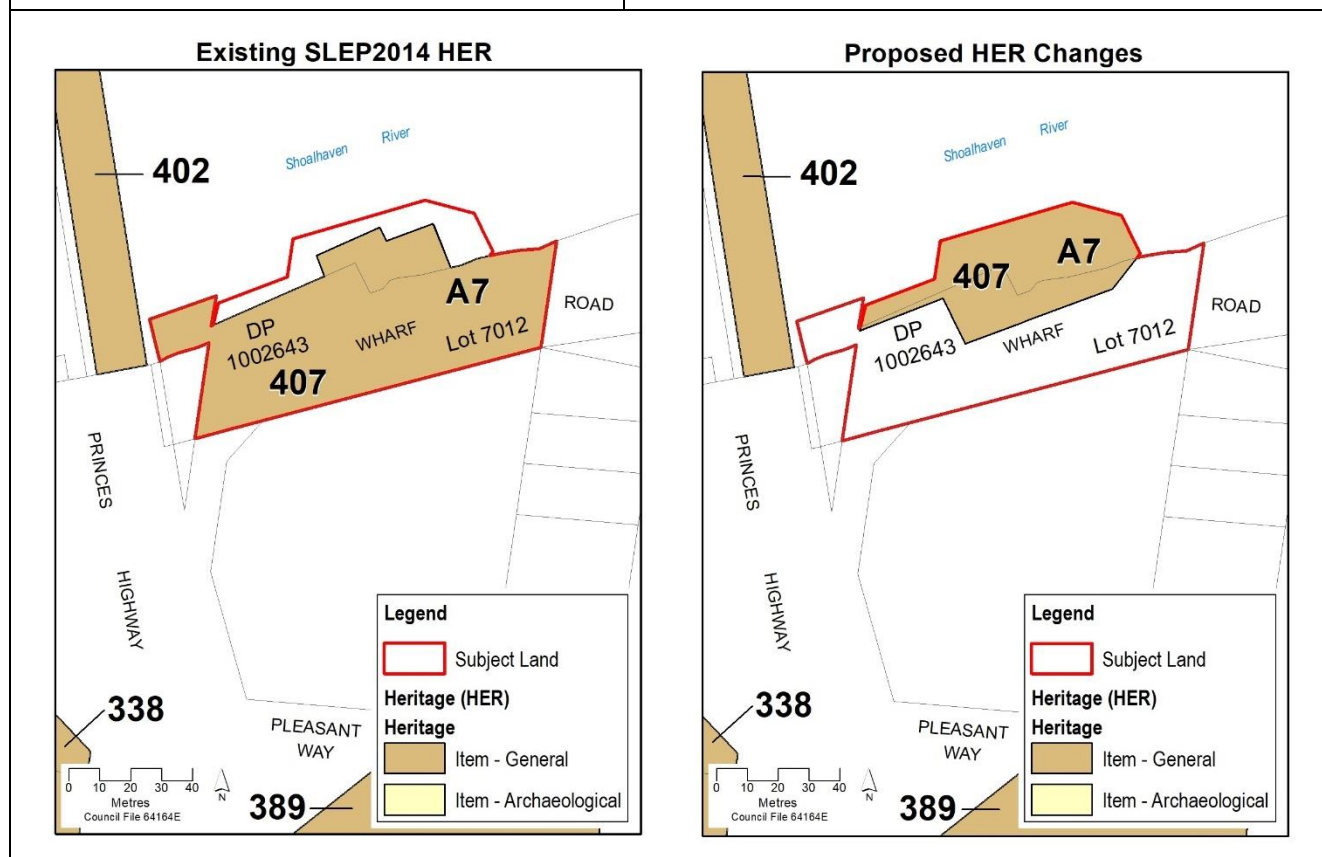 Existing SLEP2014 HER
402
Shoalhaven River
A7
ROAD
DP
1002643
WHARF
Lot 7012
407
PRINCES
HIGHWAY
338
PLEASANT
WAY
389
0 10 20 30 40
Metres
Council File 64164E
N
Legend
Subject Land
Heritage (HER)
Heritage
Item - General
Item - Archaeological
Proposed HER Changes
402
Shoalhaven River
A7
407
ROAD
DP
1002643
WHARF
Lot 7012
PRINCES
HIGHWAY
338
PLEASANT
WAY
389
0 10 20 30 40
Metres
Council File 64164E
N
Legend
Subject Land
Heritage (HER)
Heritage
Item - General
Item - Archaeological